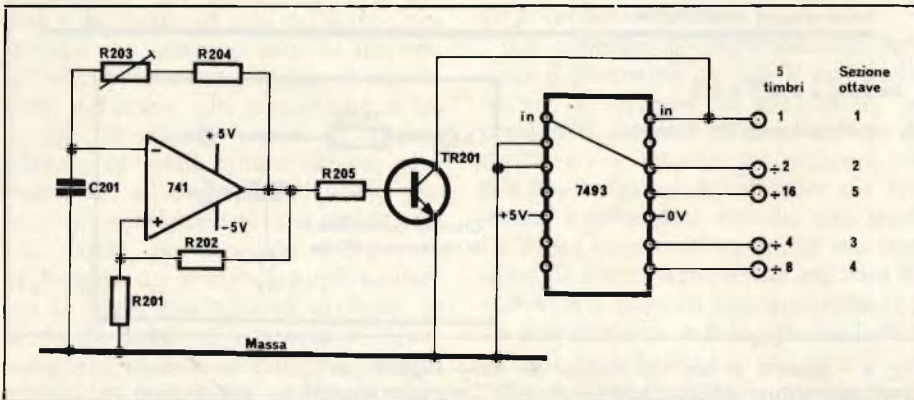 R203
R204
5
timbri
Sezione
ottave
+5V
in
in
1
1
741
TR201
−
C201
R205
÷2
2
7493
÷16
5
+
−5V
+5V
0V
R202
÷4
3
R201
÷8
4
Massa